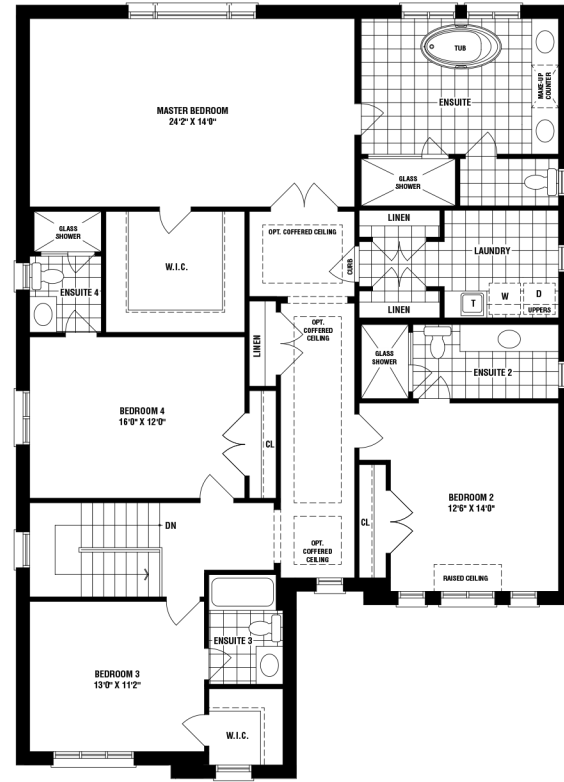 TUB
MAKE-UP
COUNTER
ENSUITE
MASTER BEDROOM
24'2" X 14'0"
GLASS
SHOWER
LINEN
GLASS
SHOWER
OPT. COFFERED CEILING
LAUNDRY
W.I.C.
CURB
ENSUITE 4
T
W
D
UPPERS
LINEN
OPT.
COFFERED
CEILING
LINEN
GLASS
SHOWER
ENSUITE 2
BEDROOM 4
16'0" X 12'0"
CL
BEDROOM 2
12'6" X 14'0"
CL
DN
OPT.
COFFERED
CEILING
RAISED CEILING
ENSUITE 3
BEDROOM 3
13'0" X 11'2"
W.I.C.